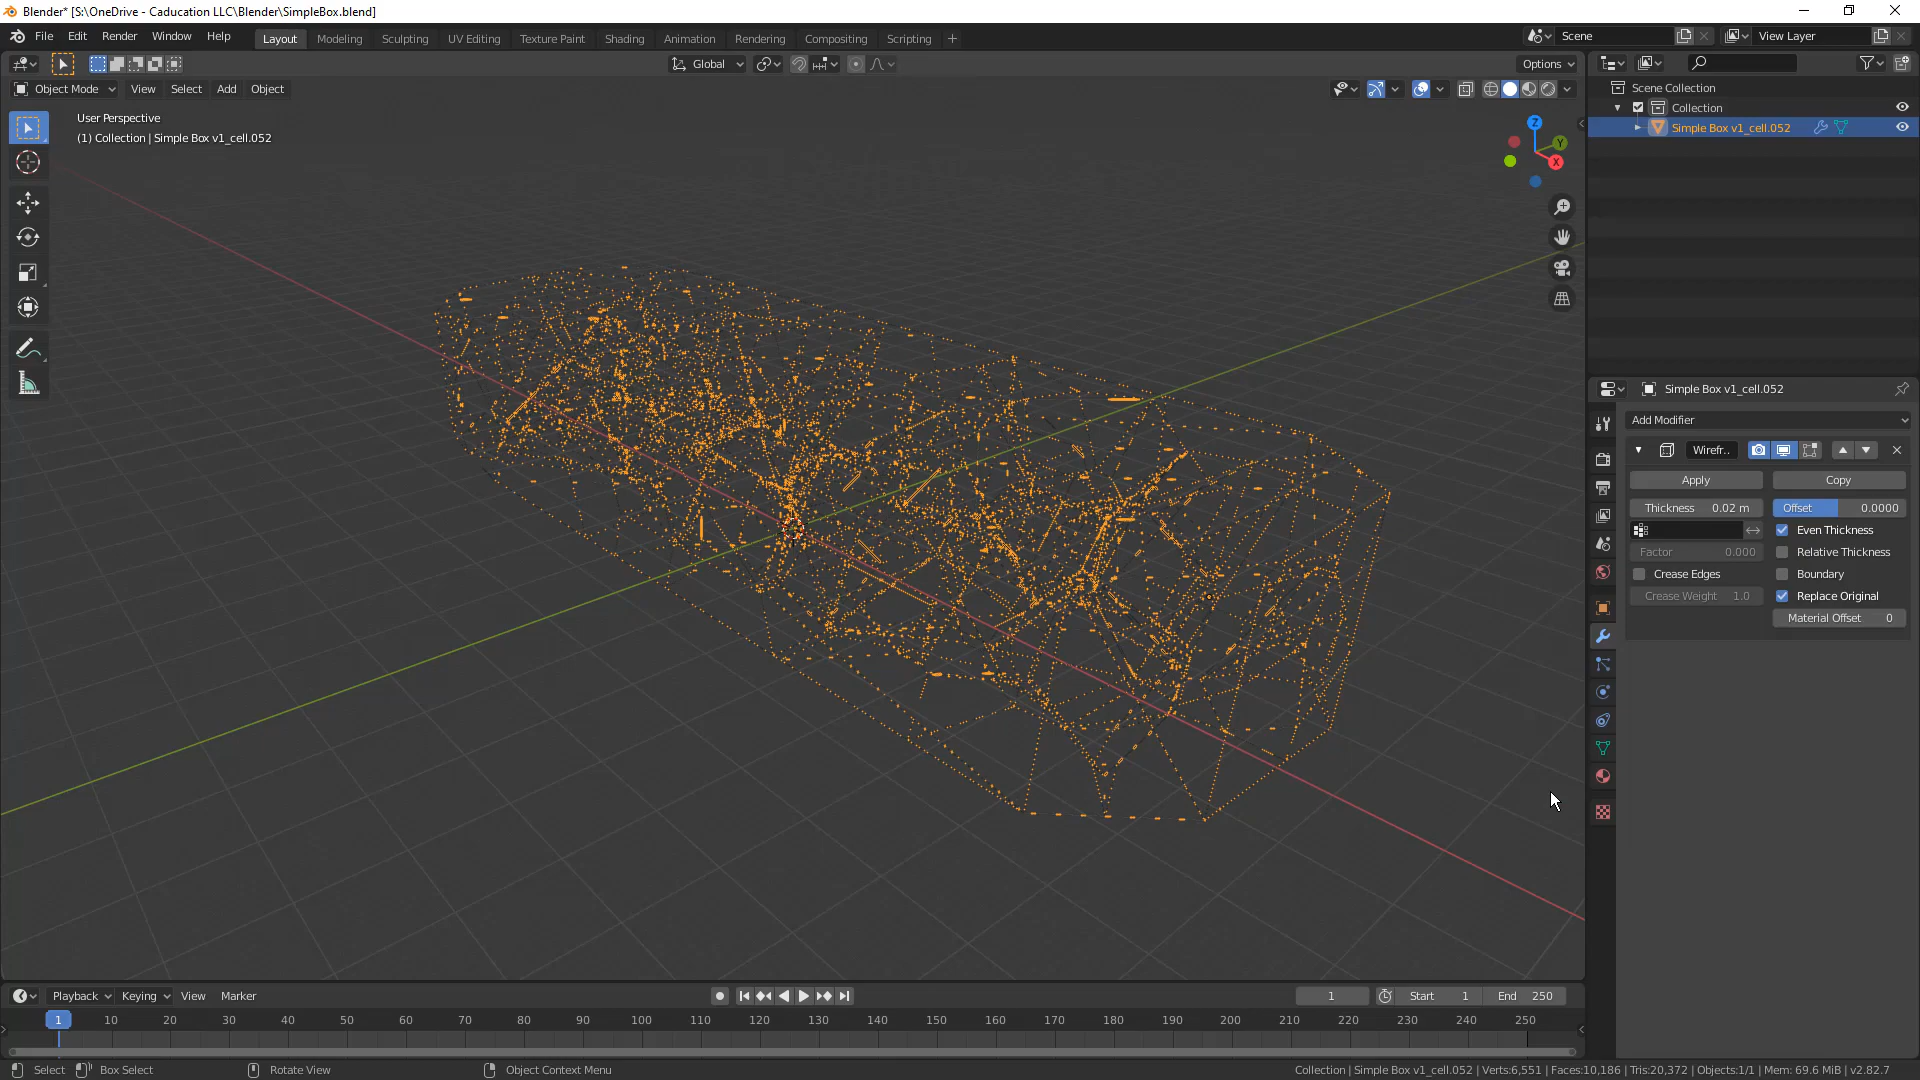 Blender* [S:\OneDrive - Caducation LLC\Blender\SimpleBox.blend]
File Edit Render Window Help Layout Modeling Sculpting UV Editing Texture Paint Shading Animation Rendering Compositing Scripting + Scene View Layer
Global Options
Object Mode View Select Add Object
User Perspective
(1) Collection | Simple Box v1_cell.052
Z
Y
X
Scene Collection
Collection
Simple Box v1_cell.052
Simple Box v1_cell.052
Add Modifier
Wirefr..
Apply Copy
Thickness 0.02 m Offset 0.0000
Even Thickness
Factor 0.000 Relative Thickness
Crease Edges Boundary
Crease Weight 1.0 Replace Original
Material Offset 0
Playback Keying View Marker 1 Start 1 End 250
1 10 20 30 40 50 60 70 80 90 100 110 120 130 140 150 160 170 180 190 200 210 220 230 240 250
Select Box Select Rotate View Object Context Menu Collection | Simple Box v1_cell.052 | Verts:6,551 | Faces:10,186 | Tris:20,372 | Objects:1/1 | Mem: 69.6 MiB | v2.82.7